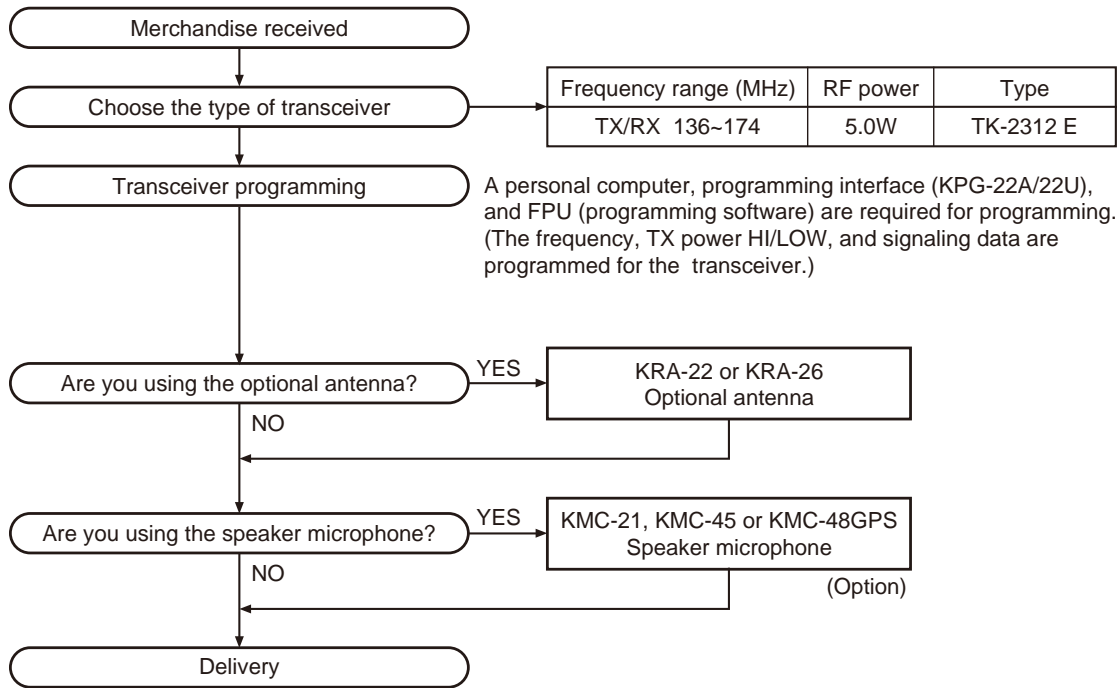 Merchandise received
Choose the type of transceiver
Frequency range (MHz) RF power Type
TX/RX 136~174 5.0W TK-2312 E
Transceiver programming
A personal computer, programming interface (KPG-22A/22U),
and FPU (programming software) are required for programming.
(The frequency, TX power HI/LOW, and signaling data are
programmed for the transceiver.)
Are you using the optional antenna?
YES
KRA-22 or KRA-26
Optional antenna
NO
Are you using the speaker microphone?
YES
KMC-21, KMC-45 or KMC-48GPS
Speaker microphone
NO
(Option)
Delivery